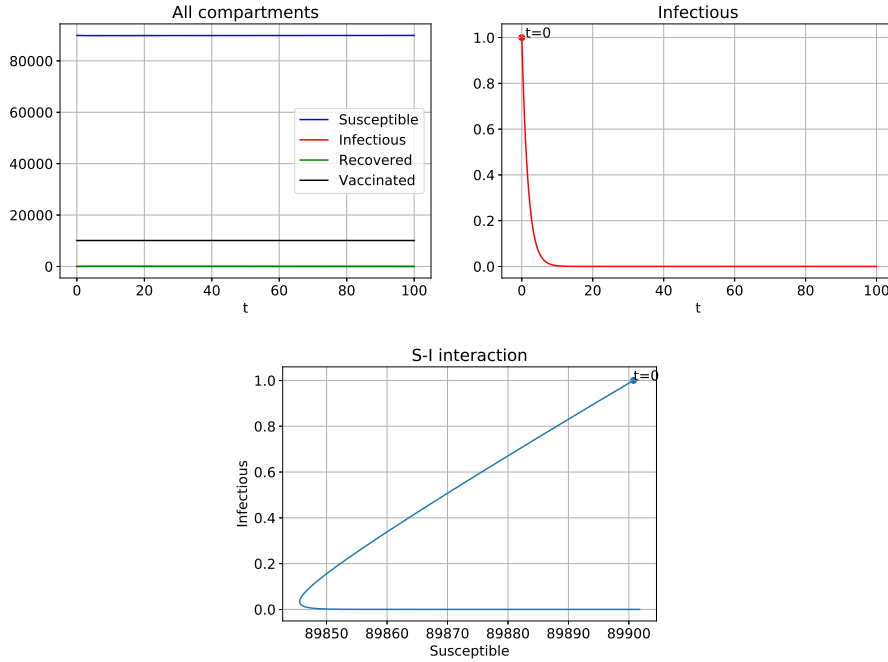 All compartments
80000
60000
40000
20000
0
0 20 40 60 80 100
t
Susceptible
Infectious
Recovered
Vaccinated
Infectious
t=0
1.0
0.8
0.6
0.4
0.2
0.0
0 20 40 60 80 100
t
S-I interaction
t=0
1.0
0.8
0.6
0.4
0.2
0.0
Infectious
89850 89860 89870 89880 89890 89900
Susceptible